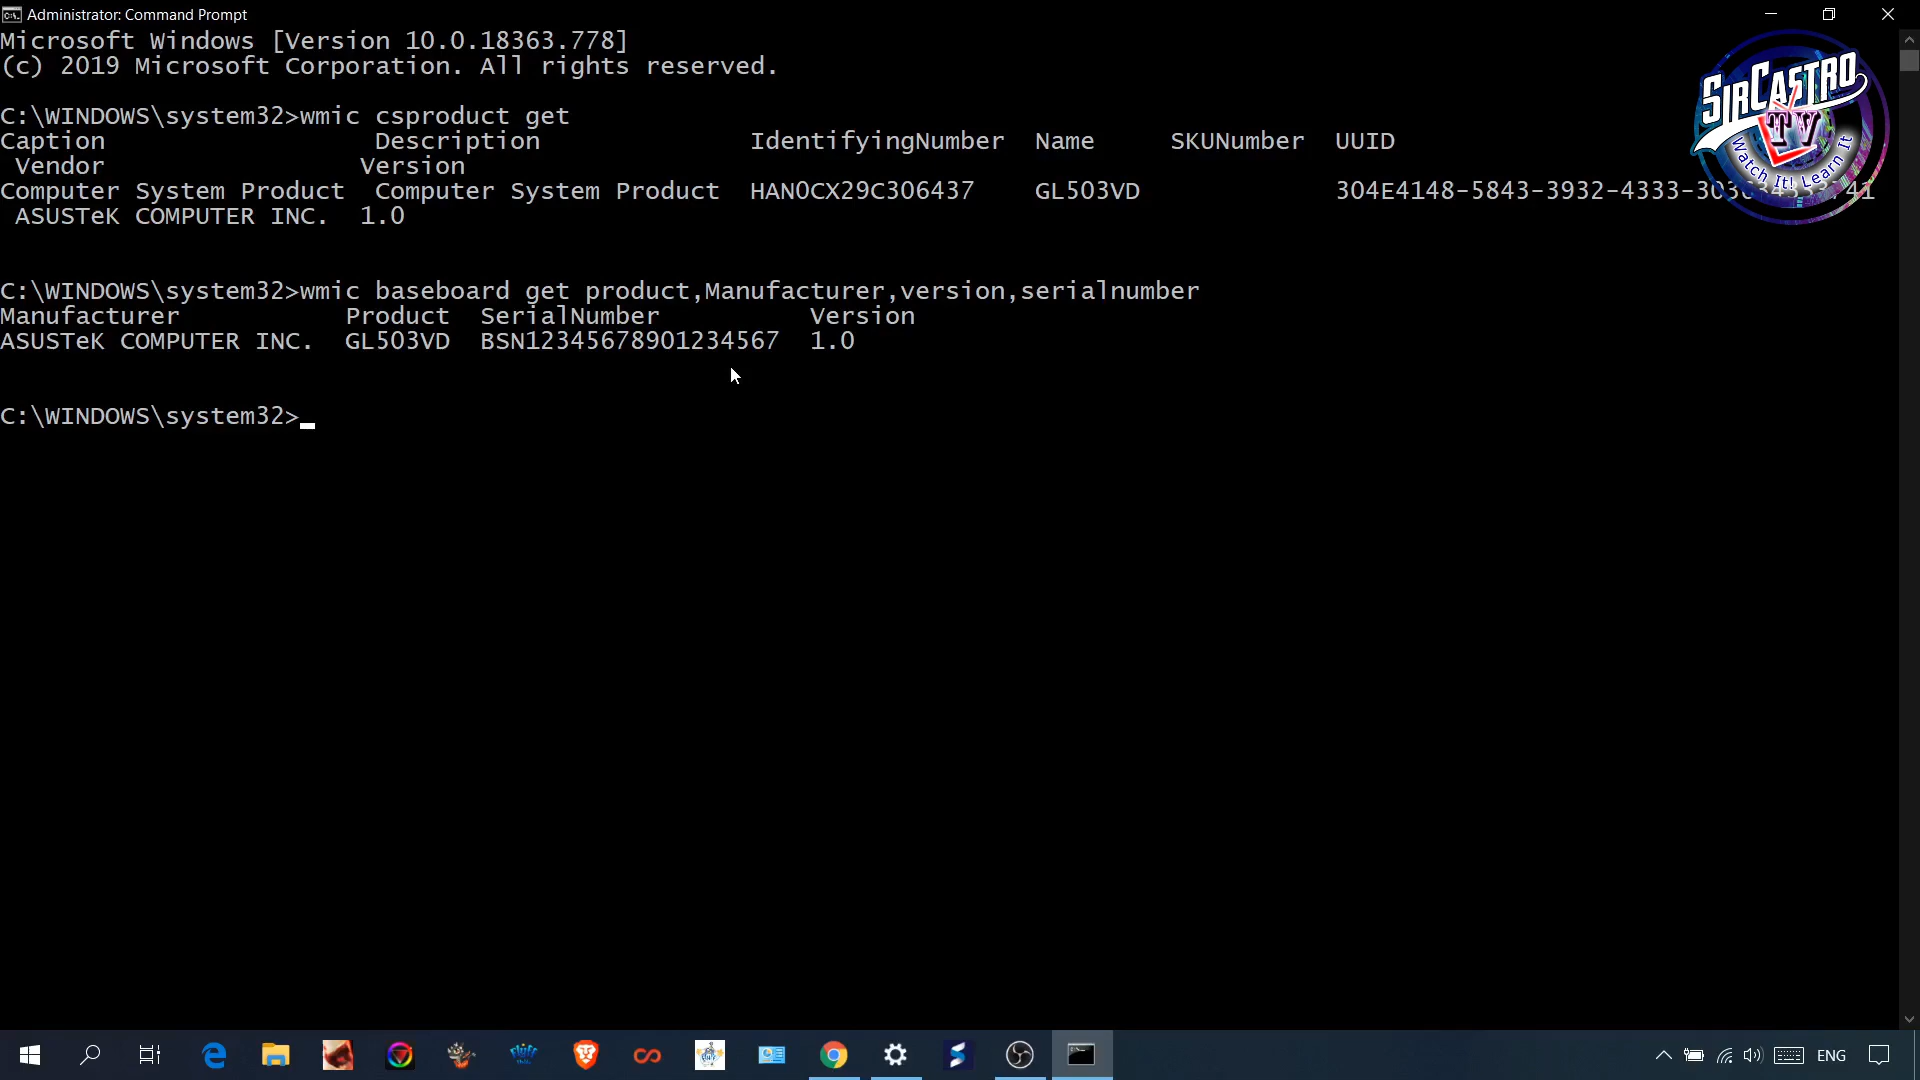 Administrator: Command Prompt
Microsoft Windows [Version 10.0.18363.778]
(c) 2019 Microsoft Corporation. All rights reserved.
C:\WINDOWS\system32>wmic csproduct get
Caption Description IdentifyingNumber Name SKUNumber UUID
Vendor Version
Computer System Product Computer System Product HAN0CX29C306437 GL503VD 304E4148-5843-3932-4333-
ASUSTeK COMPUTER INC. 1.0
C:\WINDOWS\system32>wmic baseboard get product,Manufacturer,version,serialnumber
Manufacturer Product SerialNumber Version
ASUSTeK COMPUTER INC. GL503VD BSN12345678901234567 1.0
C:\WINDOWS\system32>
SIRCASTRO
TV
Watch It! Learn It
ENG